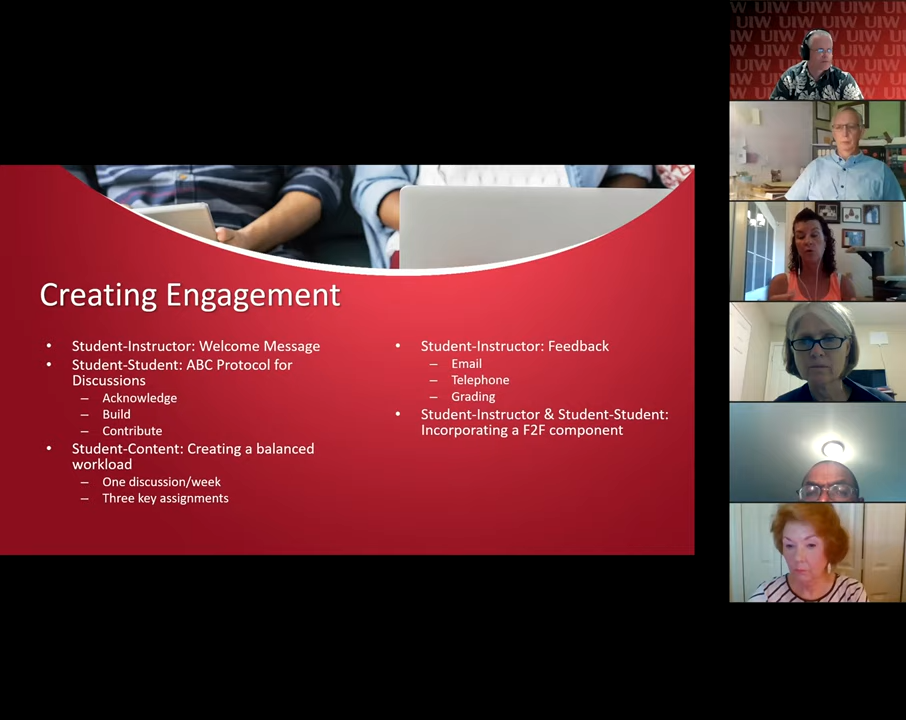 UIW UIW UIW
Creating Engagement
• Student-Instructor: Welcome Message
• Student-Student: ABC Protocol for
Discussions
– Acknowledge
– Build
– Contribute
• Student-Content: Creating a balanced
workload
– One discussion/week
– Three key assignments
• Student-Instructor: Feedback
– Email
– Telephone
– Grading
• Student-Instructor & Student-Student:
Incorporating a F2F component